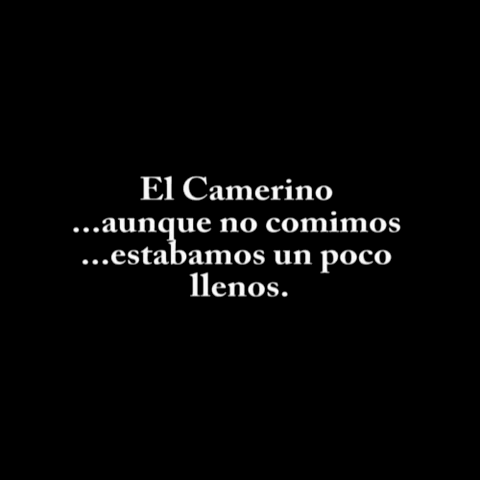 El Camerino
...aunque no comimos
...estabamos un poco
llenos.